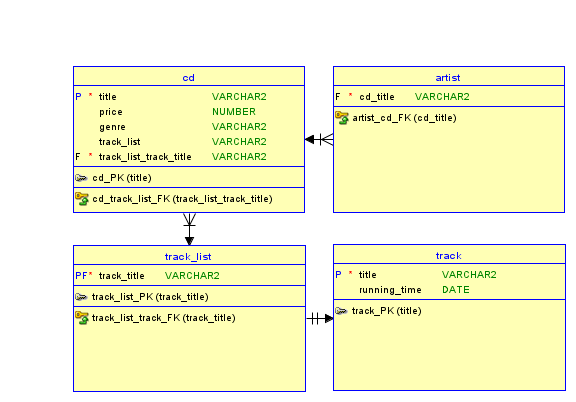 cd
P * title VARCHAR2
price NUMBER
genre VARCHAR2
track_list VARCHAR2
F * track_list_track_title VARCHAR2
cd_PK (title)
cd_track_list_FK (track_list_track_title)
artist
F * cd_title VARCHAR2
artist_cd_FK (cd_title)
track_list
PF* track_title VARCHAR2
track_list_PK (track_title)
track_list_track_FK (track_title)
track
P * title VARCHAR2
running_time DATE
track_PK (title)